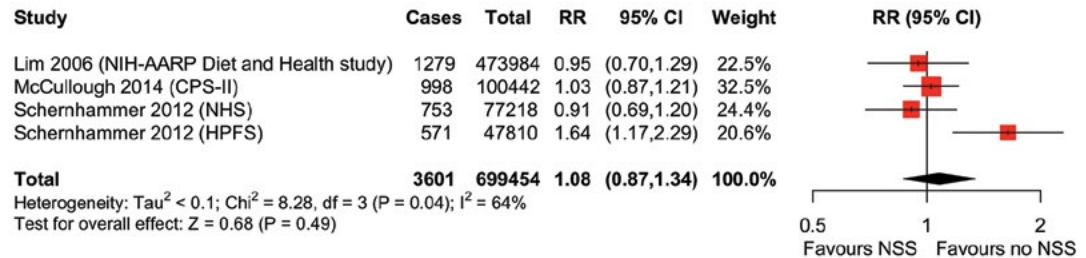 Study Cases Total RR 95% CI Weight RR (95% CI)
Lim 2006 (NIH-AARP Diet and Health study) 1279 473984 0.95 (0.70,1.29) 22.5%
McCullough 2014 (CPS-II) 998 100442 1.03 (0.87,1.21) 32.5%
Schernhammer 2012 (NHS) 753 77218 0.91 (0.69,1.20) 24.4%
Schernhammer 2012 (HPFS) 571 47810 1.64 (1.17,2.29) 20.6%
Total 3601 699454 1.08 (0.87,1.34) 100.0%
Heterogeneity: Tau² < 0.1; Chi² = 8.28, df = 3 (P = 0.04); I² = 64%
Test for overall effect: Z = 0.68 (P = 0.49)
0.5 1 2
Favours NSS Favours no NSS